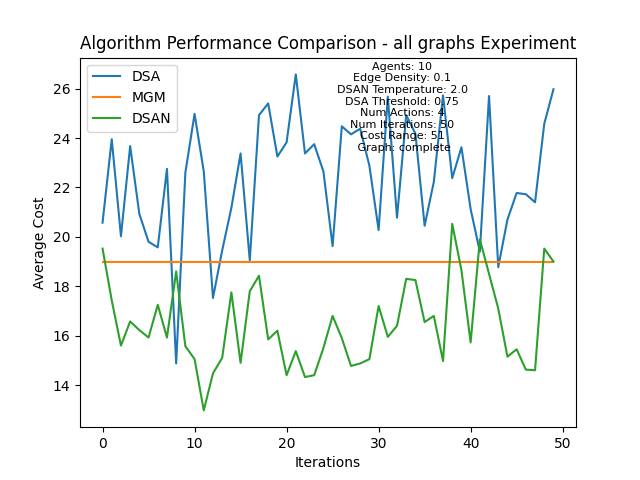 Algorithm Performance Comparison - all graphs Experiment
DSA
MGM
DSAN
Agents: 10
Edge Density: 0.1
DSAN Temperature: 2.0
DSA Threshold: 0.75
Num Actions: 4
Num Iterations: 50
Cost Range: 51
Graph: complete
Average Cost
26
24
22
20
18
16
14
0
10
20
30
40
50
Iterations